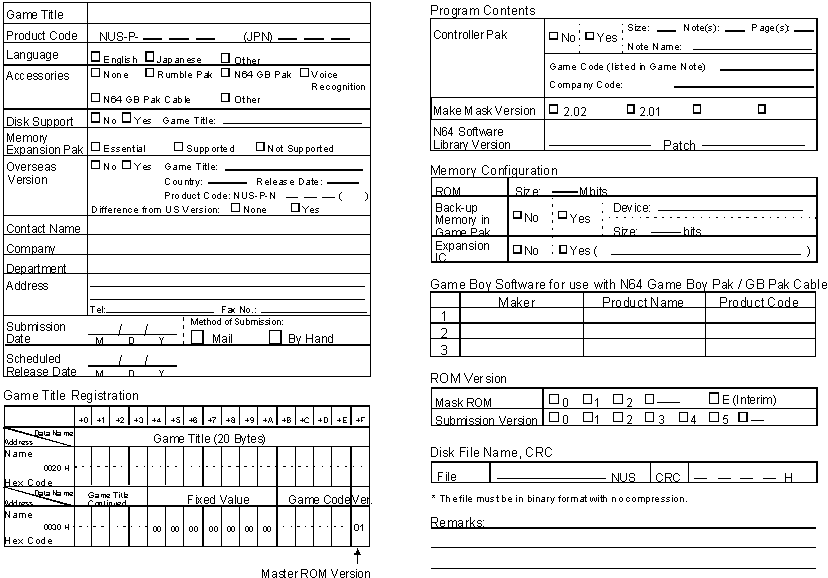 Game Title
Product Code NUS-P- (JPN)
Language English Japanese Other
Accessories None Rumble Pak N64 GB Pak Voice Recognition
N64 GB Pak Cable Other
Disk Support No Yes Game Title:
Memory Expansion Pak Essential Supported Not Supported
Overseas Version No Yes Game Title:
Country: Release Date:
Product Code: NUS-P-N ( )
Difference from US Version: None Yes
Contact Name
Company
Department
Address
Tel: Fax No.:
Submission Date / / M D Y Method of Submission: Mail By Hand
Scheduled Release Date / / M D Y
Game Title Registration
+0 +1 +2 +3 +4 +5 +6 +7 +8 +9 +A +B +C +D +E +F
Data Name
Address
Game Title (20 Bytes)
Name
0020 H
Hex Code
Data Name
Address
Game Title Continued Fixed Value Game Code Ver.
Name
0030 H 00 00 00 00 00 00 00 01
Hex Code
Master ROM Version
Program Contents
Controller Pak No Yes Size: Note(s): Page(s):
Note Name:
Game Code (listed in Game Note)
Company Code:
Make Mask Version 2.02 2.01
N64 Software Library Version Patch
Memory Configuration
ROM Size: Mbits
Back-up Memory in Game Pak No Yes Device:
Size: bits
Expansion IC No Yes ( )
Game Boy Software for use with N64 Game Boy Pak / GB Pak Cable
Maker Product Name Product Code
1
2
3
ROM Version
Mask ROM 0 1 2 E (Interim)
Submission Version 0 1 2 3 4 5
Disk File Name, CRC
File NUS CRC H
* The file must be in binary format with no compression.
Remarks: